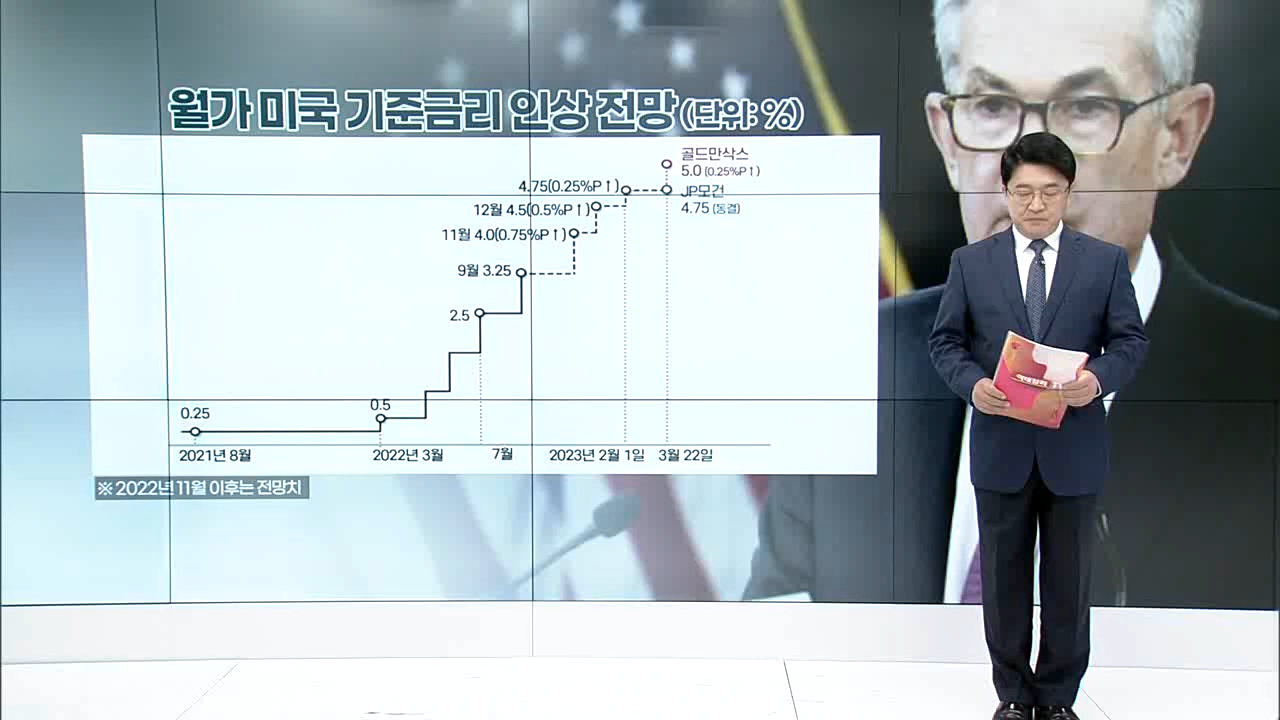 월가 미국 기준금리 인상 전망 (단위: %)
골드만삭스
5.0 (0.25%P↑)
4.75(0.25%P↑)
JP모건
4.75 (동결)
12월 4.5(0.5%P↑)
11월 4.0(0.75%P↑)
9월 3.25
2.5
0.5
0.25
2021년 8월 2022년 3월 7월 2023년 2월 1일 3월 22일
※ 2022년 11월 이후는 전망치